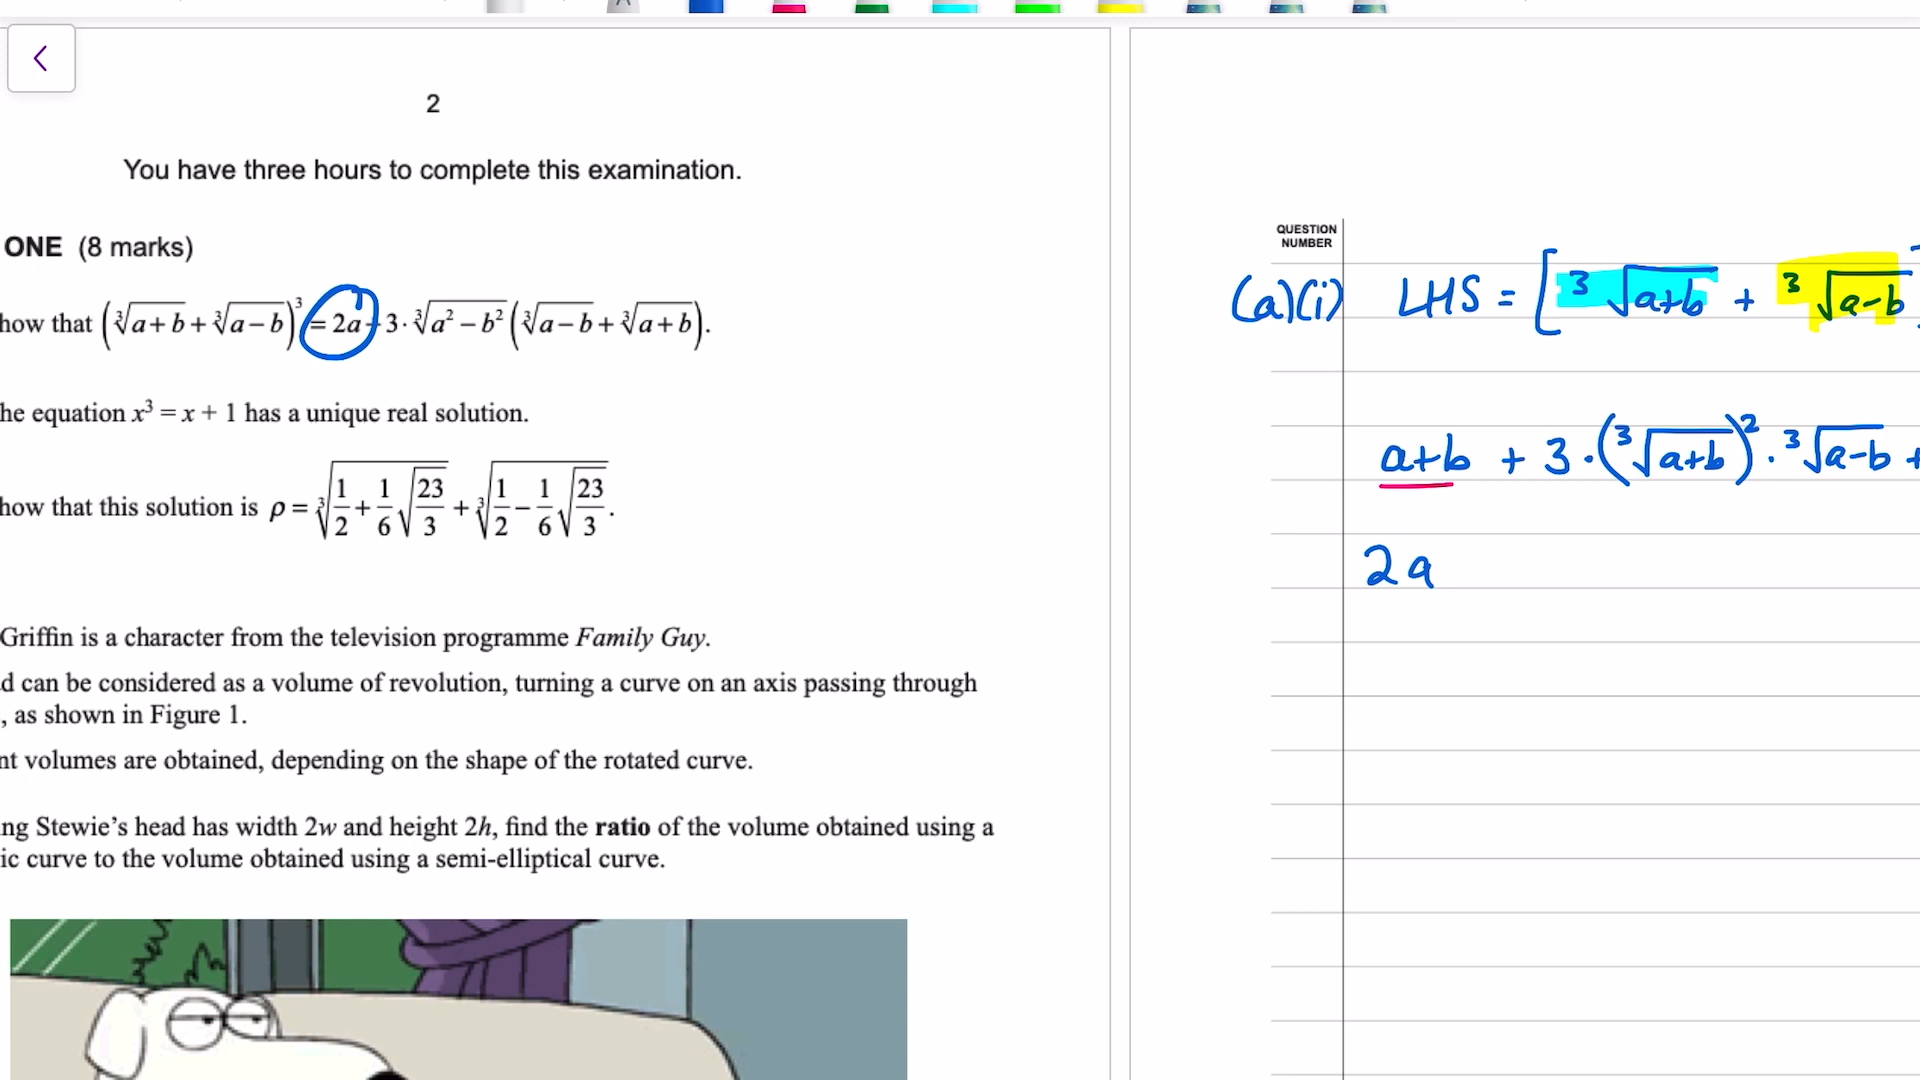 2
You have three hours to complete this examination.
ONE (8 marks)
how that (∛(a+b) + ∛(a−b))³ = 2a + 3·∛(a² − b²) (∛(a−b) + ∛(a+b)).
he equation x³ = x + 1 has a unique real solution.
how that this solution is ρ = ∛(1/2 + 1/6 √(23/3)) + ∛(1/2 − 1/6 √(23/3)).
Griffin is a character from the television programme Family Guy.
d can be considered as a volume of revolution, turning a curve on an axis passing through
, as shown in Figure 1.
nt volumes are obtained, depending on the shape of the rotated curve.
ng Stewie’s head has width 2w and height 2h, find the ratio of the volume obtained using a
ic curve to the volume obtained using a semi-elliptical curve.
QUESTION
NUMBER
(a)(i) LHS = [∛(a+b) + ∛(a−b)
a+b + 3·(∛(a+b))²·∛(a−b) +
2a